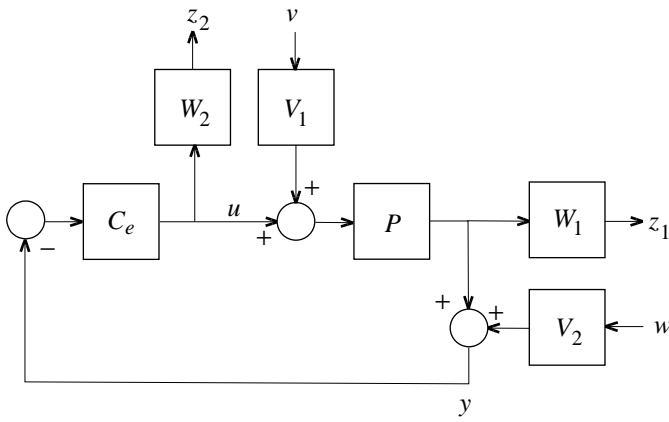 z₂ v
W₂ V₁
+
− Cₑ u + P W₁ z₁
+ + V₂ w
y